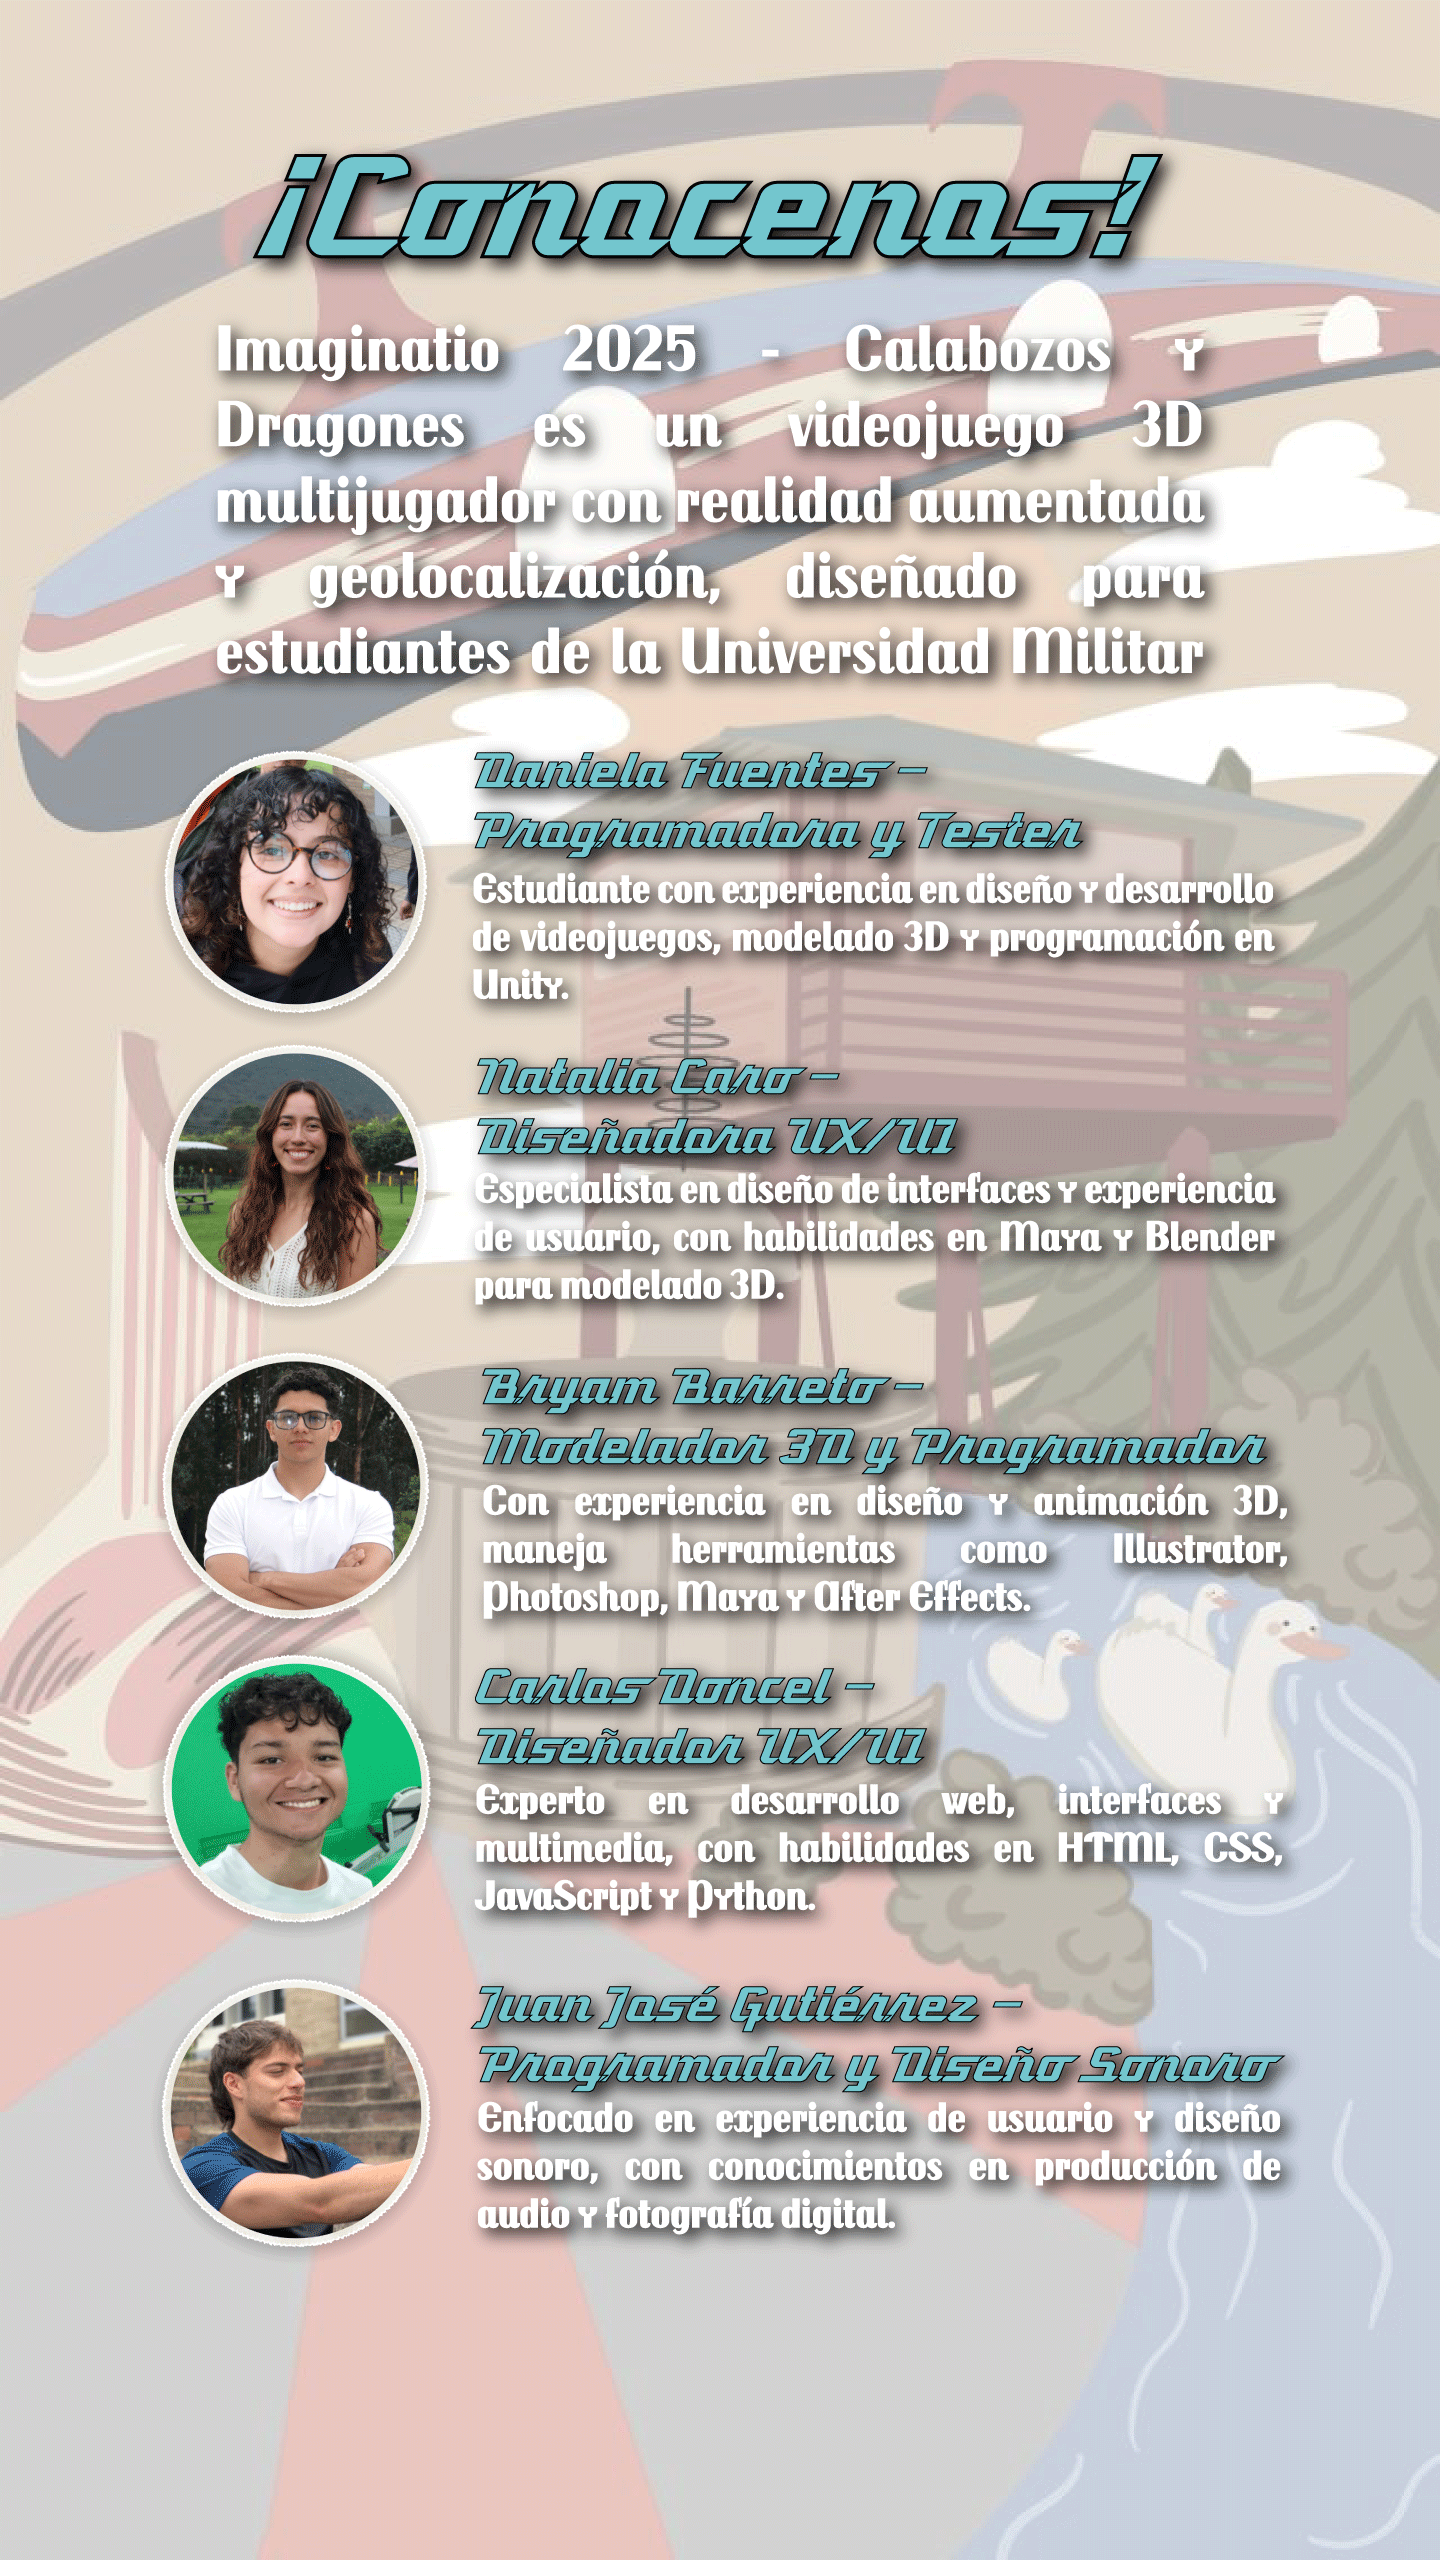 ¡Conocenos!
Imaginatio 2025 - Calabozos y
Dragones es un videojuego 3D
multijugador con realidad aumentada
y geolocalización, diseñado para
estudiantes de la Universidad Militar
Daniela Fuentes –
Programadora y Tester
Estudiante con experiencia en diseño y desarrollo
de videojuegos, modelado 3D y programación en
Unity.
Natalia Caro –
Diseñadora UX/UI
Especialista en diseño de interfaces y experiencia
de usuario, con habilidades en Maya y Blender
para modelado 3D.
Bryam Barreto –
Modelador 3D y Programador
Con experiencia en diseño y animación 3D,
maneja herramientas como Illustrator,
Photoshop, Maya y After Effects.
Carlos Doncel –
Diseñador UX/UI
Experto en desarrollo web, interfaces y
multimedia, con habilidades en HTML, CSS,
JavaScript y Python.
Juan José Gutiérrez –
Programador y Diseño Sonoro
Enfocado en experiencia de usuario y diseño
sonoro, con conocimientos en producción de
audio y fotografía digital.